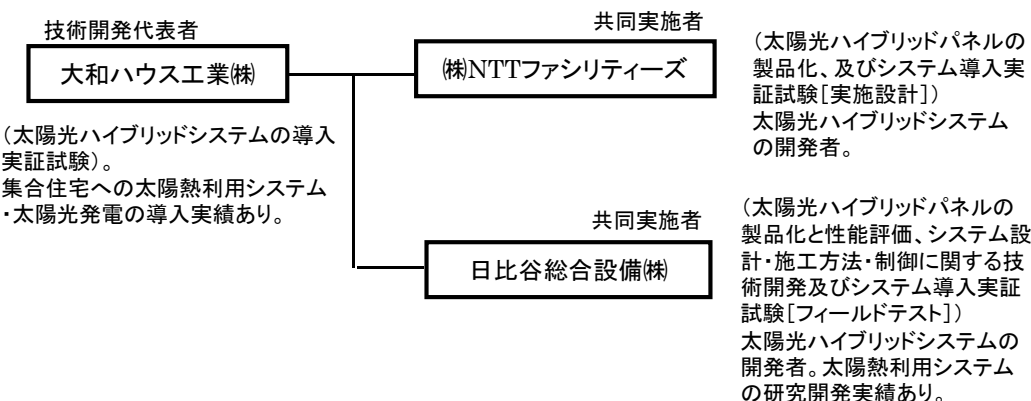 技術開発代表者
大和ハウス工業㈱
(太陽光ハイブリッドシステムの導入
実証試験)。
集合住宅への太陽熱利用システム
・太陽光発電の導入実績あり。
共同実施者
㈱NTTファシリティーズ
(太陽光ハイブリッドパネルの
製品化、及びシステム導入実
証試験[実施設計])
太陽光ハイブリッドシステム
の開発者。
共同実施者
日比谷総合設備㈱
(太陽光ハイブリッドパネルの
製品化と性能評価、システム設
計・施工方法・制御に関する技
術開発及びシステム導入実証
試験[フィールドテスト])
太陽光ハイブリッドシステムの
開発者。太陽熱利用システム
の研究開発実績あり。